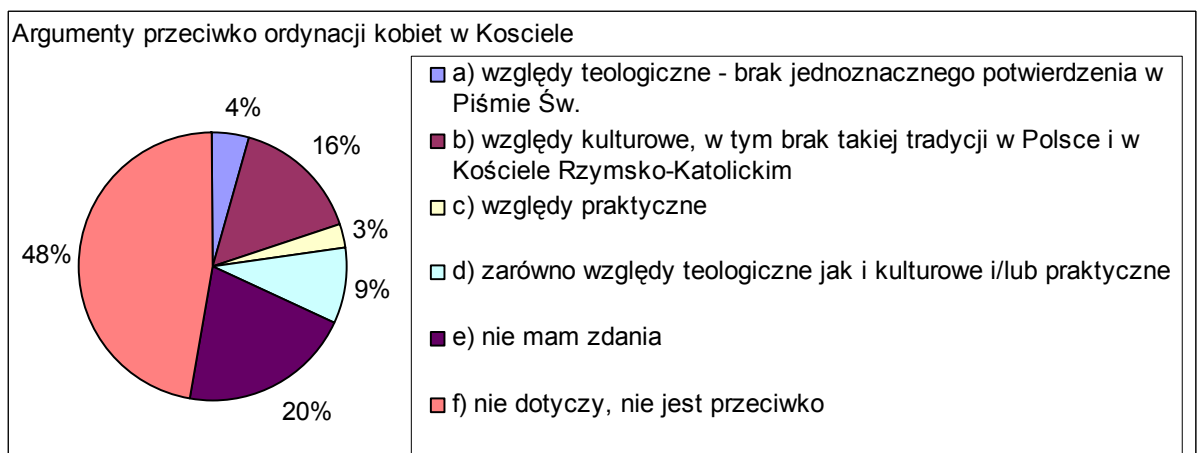 Argumenty przeciwko ordynacji kobiet w Kosciele
4%
16%
3%
9%
20%
48%
a) względy teologiczne - brak jednoznacznego potwierdzenia w
Piśmie Św.
b) względy kulturowe, w tym brak takiej tradycji w Polsce i w
Kościele Rzymsko-Katolickim
c) względy praktyczne
d) zarówno względy teologiczne jak i kulturowe i/lub praktyczne
e) nie mam zdania
f) nie dotyczy, nie jest przeciwko